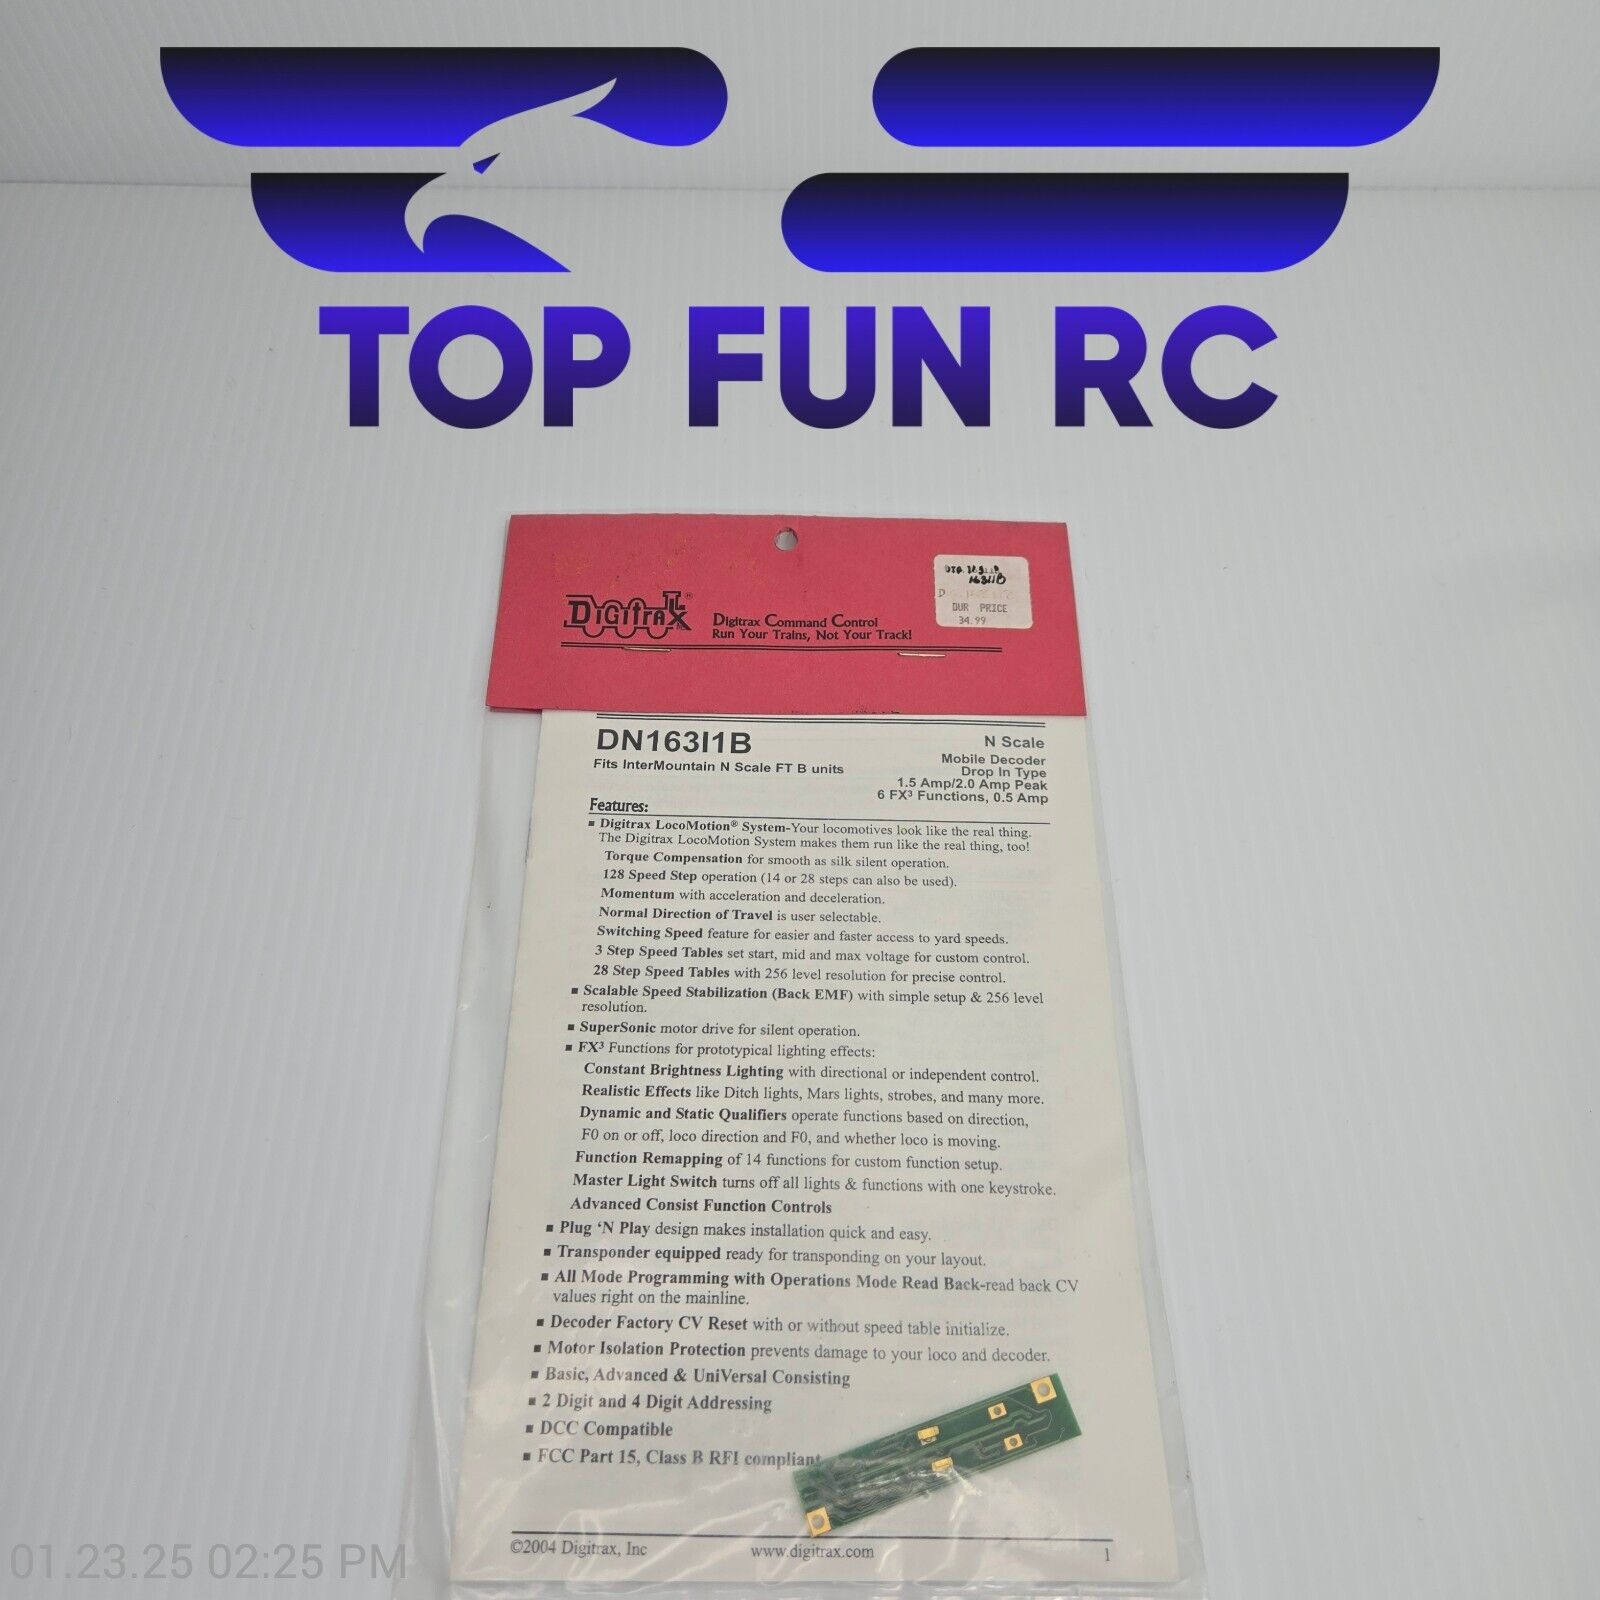 TOP FUN RC
DIGITRAX®
Digitrax Command Control
Run Your Trains, Not Your Track!
16311B
OUR PRICE
34.99
DN163I1B
Fits InterMountain N Scale FT B units
N Scale
Mobile Decoder
Drop In Type
1.5 Amp/2.0 Amp Peak
6 FX³ Functions, 0.5 Amp
Features:
▪ Digitrax LocoMotion® System-Your locomotives look like the real thing.
The Digitrax LocoMotion System makes them run like the real thing, too!
Torque Compensation for smooth as silk silent operation.
128 Speed Step operation (14 or 28 steps can also be used).
Momentum with acceleration and deceleration.
Normal Direction of Travel is user selectable.
Switching Speed feature for easier and faster access to yard speeds.
3 Step Speed Tables set start, mid and max voltage for custom control.
28 Step Speed Tables with 256 level resolution for precise control.
▪ Scalable Speed Stabilization (Back EMF) with simple setup & 256 level
resolution.
▪ SuperSonic motor drive for silent operation.
▪ FX³ Functions for prototypical lighting effects:
Constant Brightness Lighting with directional or independent control.
Realistic Effects like Ditch lights, Mars lights, strobes, and many more.
Dynamic and Static Qualifiers operate functions based on direction,
F0 on or off, loco direction and F0, and whether loco is moving.
Function Remapping of 14 functions for custom function setup.
Master Light Switch turns off all lights & functions with one keystroke.
Advanced Consist Function Controls
▪ Plug 'N Play design makes installation quick and easy.
▪ Transponder equipped ready for transponding on your layout.
▪ All Mode Programming with Operations Mode Read Back-read back CV
values right on the mainline.
▪ Decoder Factory CV Reset with or without speed table initialize.
▪ Motor Isolation Protection prevents damage to your loco and decoder.
▪ Basic, Advanced & UniVersal Consisting
▪ 2 Digit and 4 Digit Addressing
▪ DCC Compatible
▪ FCC Part 15, Class B RFI compliant
©2004 Digitrax, Inc
www.digitrax.com
1
01.23.25 02:25 PM